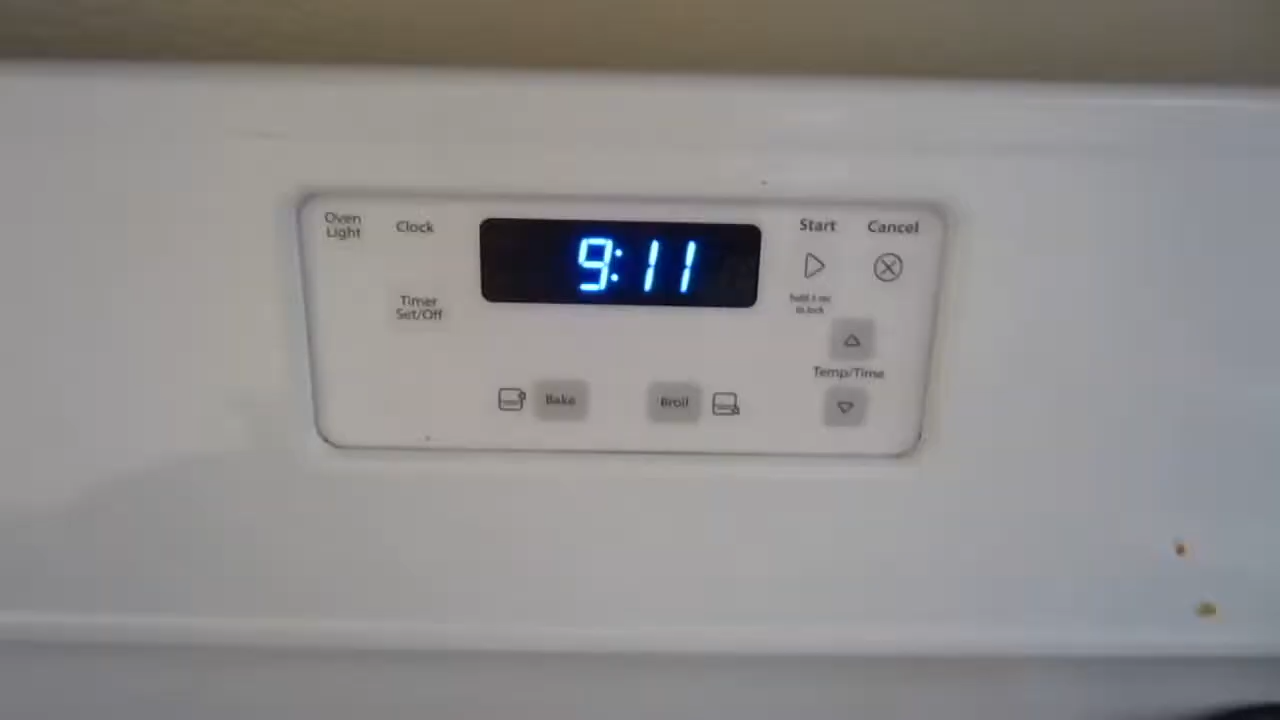 Oven
Light
Clock
9:11
Start
Cancel
Timer
Set/Off
Temp/Time
Bake
Broil